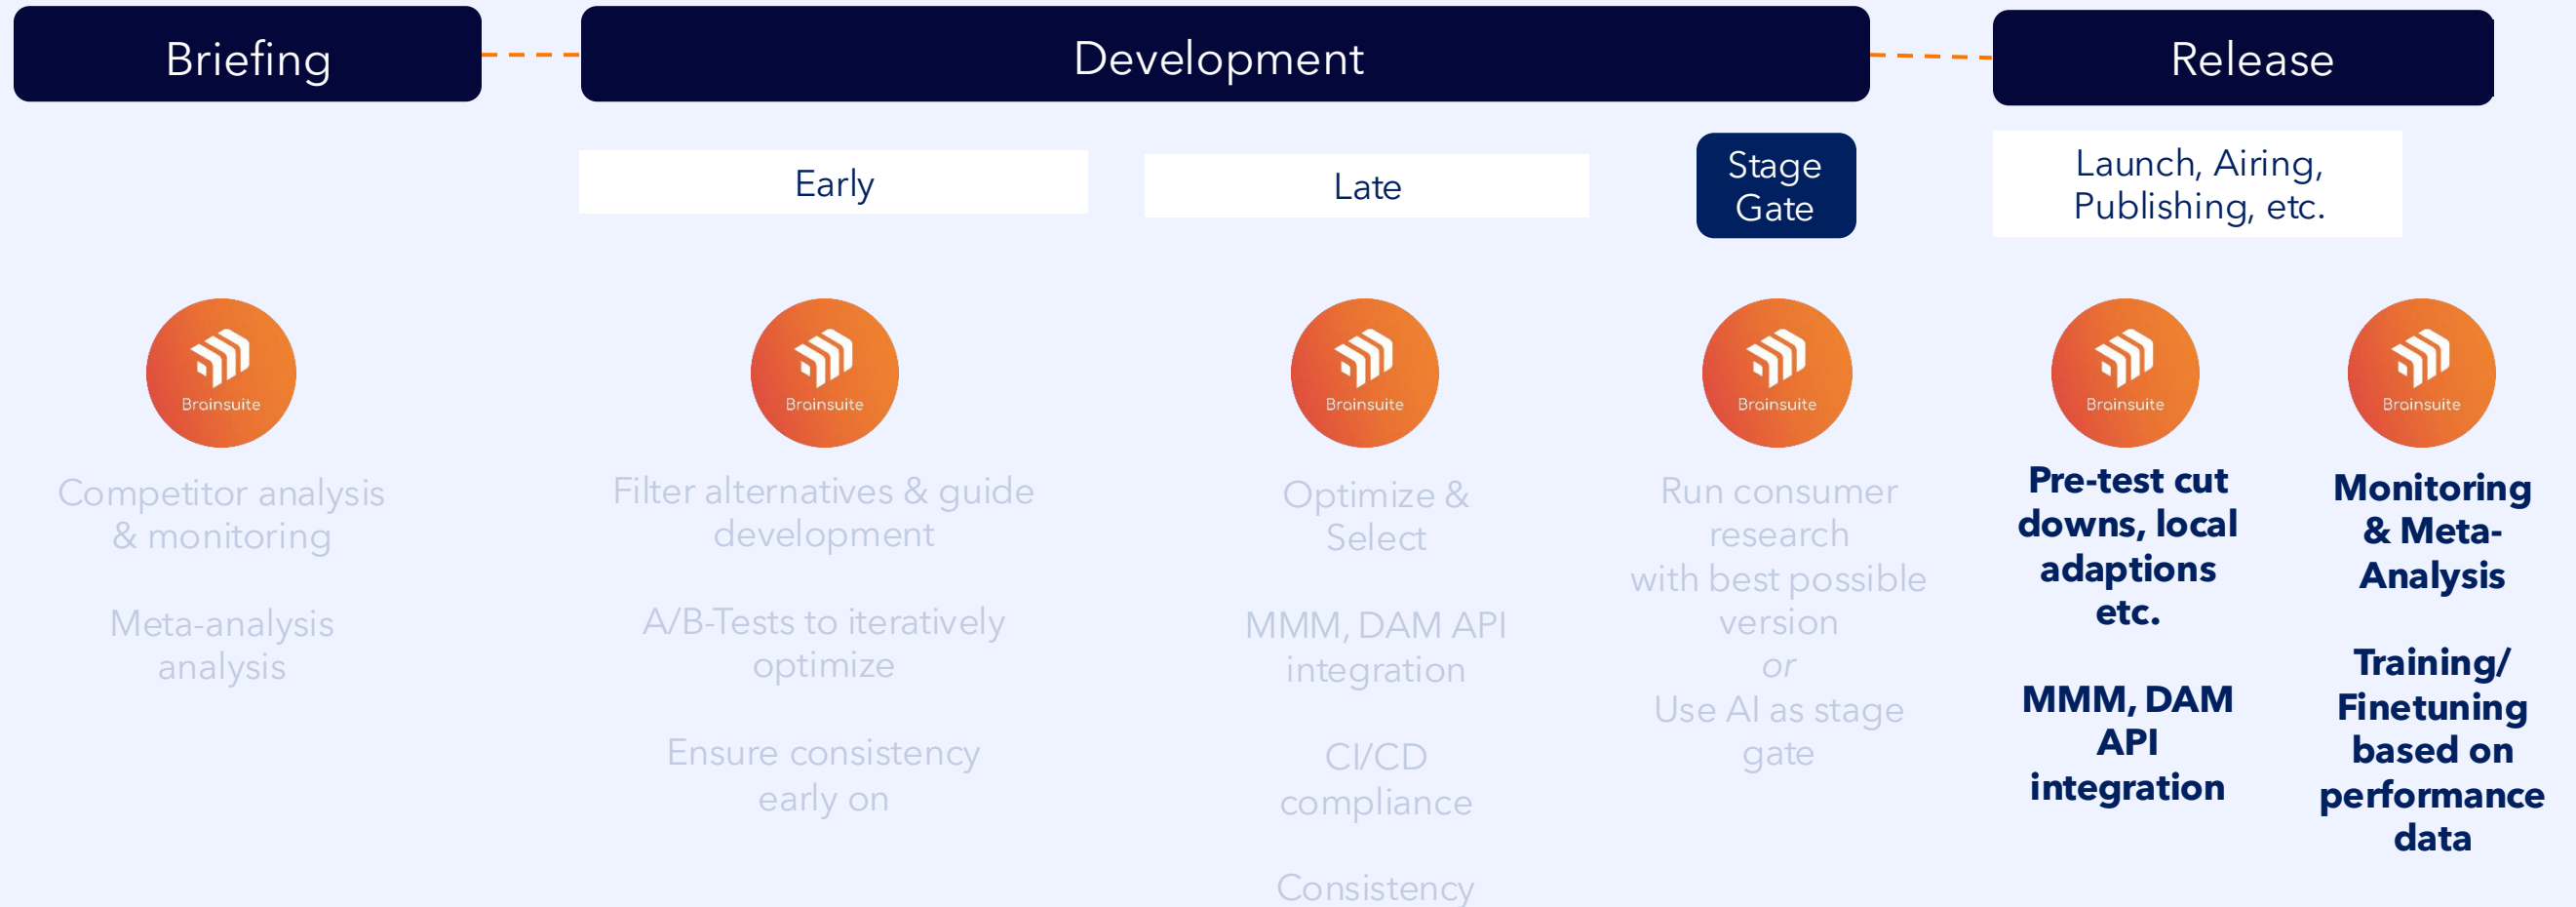 Briefing
Development
Release
Early
Late
Stage
Gate
Launch, Airing,
Publishing, etc.
Brainsuite
Competitor analysis
& monitoring
Meta-analysis
analysis
Brainsuite
Filter alternatives & guide
development
A/B-Tests to iteratively
optimize
Ensure consistency
early on
Brainsuite
Optimize &
Select
MMM, DAM API
integration
CI/CD
compliance
Consistency
Brainsuite
Run consumer
research
with best possible
version
or
Use AI as stage
gate
Brainsuite
Pre-test cut
downs, local
adaptions
etc.
MMM, DAM
API
integration
Brainsuite
Monitoring
& Meta-
Analysis
Training/
Finetuning
based on
performance
data